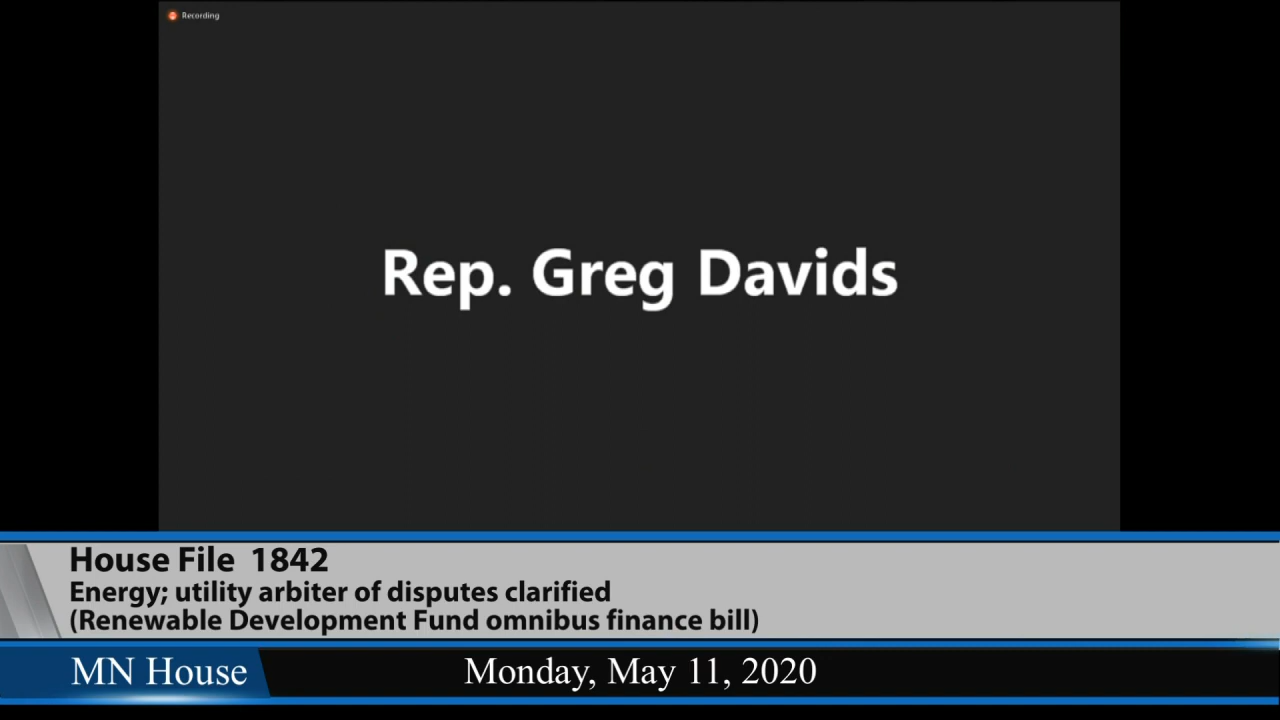 Recording
Rep. Greg Davids
House File 1842
Energy; utility arbiter of disputes clarified
(Renewable Development Fund omnibus finance bill)
MN House
Monday, May 11, 2020